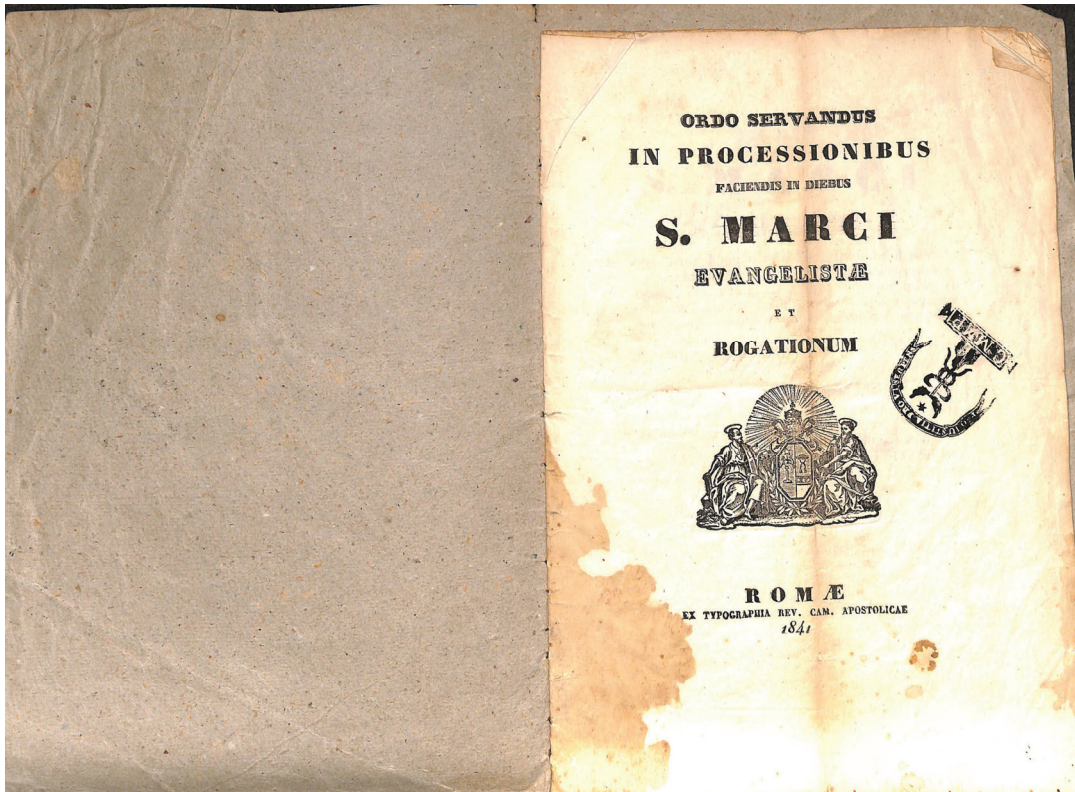 ORDO SERVANDUS
IN PROCESSIONIBUS
FACIENDIS IN DIEBUS
S. MARCI
EVANGELISTÆ
ET
ROGATIONUM
ROMÆ
EX TYPOGRAPHIA REV. CAM. APOSTOLICAE
1841